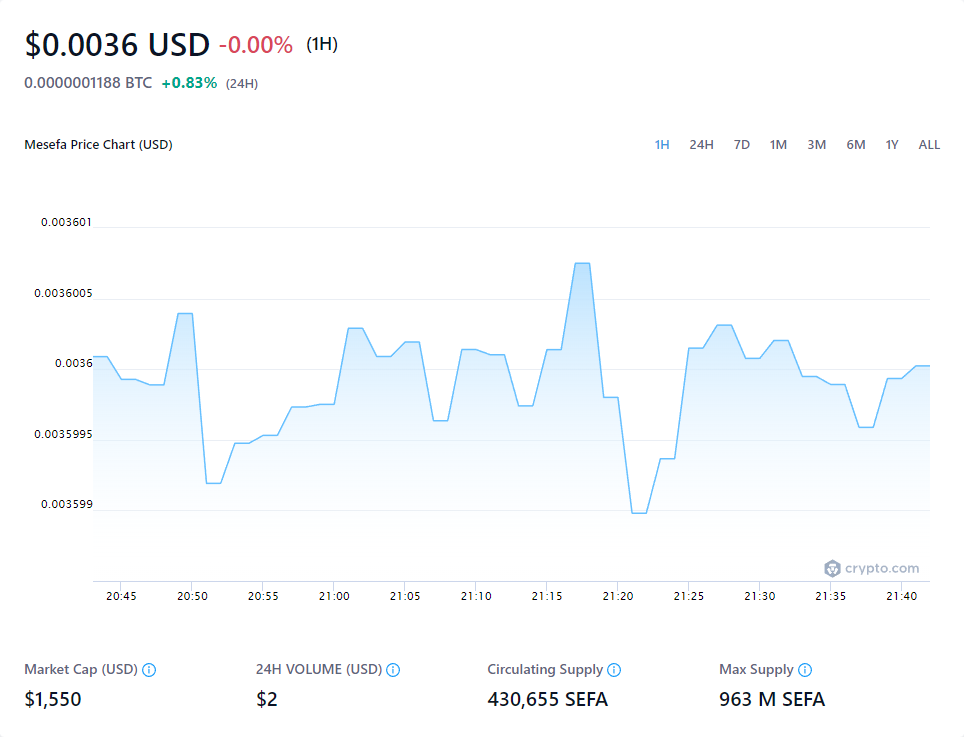 $0.0036 USD -0.00% (1H)
0.0000001188 BTC +0.83% (24H)
Mesefa Price Chart (USD) 1H 24H 7D 1M 3M 6M 1Y ALL
0.003601
0.0036005
0.0036
0.0035995
0.003599
crypto.com
20:45 20:50 20:55 21:00 21:05 21:10 21:15 21:20 21:25 21:30 21:35 21:40
Market Cap (USD) 24H VOLUME (USD) Circulating Supply Max Supply
$1,550 $2 430,655 SEFA 963 M SEFA